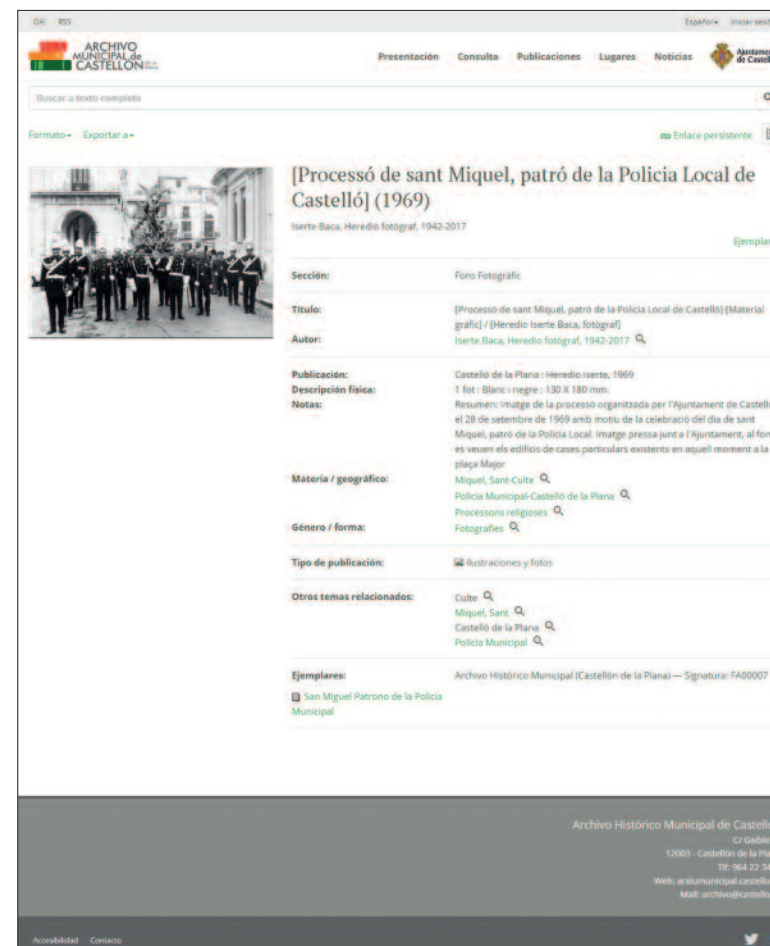 OAI RSS Español Iniciar
ARCHIVO
MUNICIPAL de
CASTELLÓN
Presentación Consulta Publicaciones Lugares Noticias
de
Buscar a texto completo
Formato Exportar a Enlace persistente
[Processó de sant Miquel, patró de la Policia Local de
Castelló] (1969)
Iserte Baca, Heredio fotògraf, 1942-2017
Sección: Fons Fotogràfic
Título: [Processó de sant Miquel, patró de la Policia Local de Castelló] [Material
gràfic] / [Heredio Iserte Baca, fotògraf]
Autor: Iserte Baca, Heredio fotògraf, 1942-2017
Publicación: Castelló de la Plana : Heredio Iserte, 1969
Descripción física: 1 fot : Blanc i negre ; 130 X 180 mm.
Notas: Resumen: Imatge de la processó organitzada per l'Ajuntament de
el 28 de setembre de 1969 amb motiu de la celebració del dia de sant
Miquel, patró de la Policia Local. Imatge pressa junt a l'Ajuntament, al
es veuen els edificis de cases particulars existents en aquell moment a la
plaça Major
Materia / geográfico: Miquel, Sant-Culte
Policia Municipal-Castelló de la Plana
Processons religioses
Género / forma: Fotografies
Tipo de publicación: Ilustraciones y fotos
Otros temas relacionados: Culte
Miquel, Sant
Castelló de la Plana
Policia Municipal
Ejemplares: Archivo Histórico Municipal (Castellón de la Plana) — Signatura: FA00007
San Miguel Patrono de la Policia
Municipal
Archivo Histórico Municipal de
C/
12003 - Castellón de la
Tlf: 964 22
Web:
Mail:
Accesibilidad Contacto